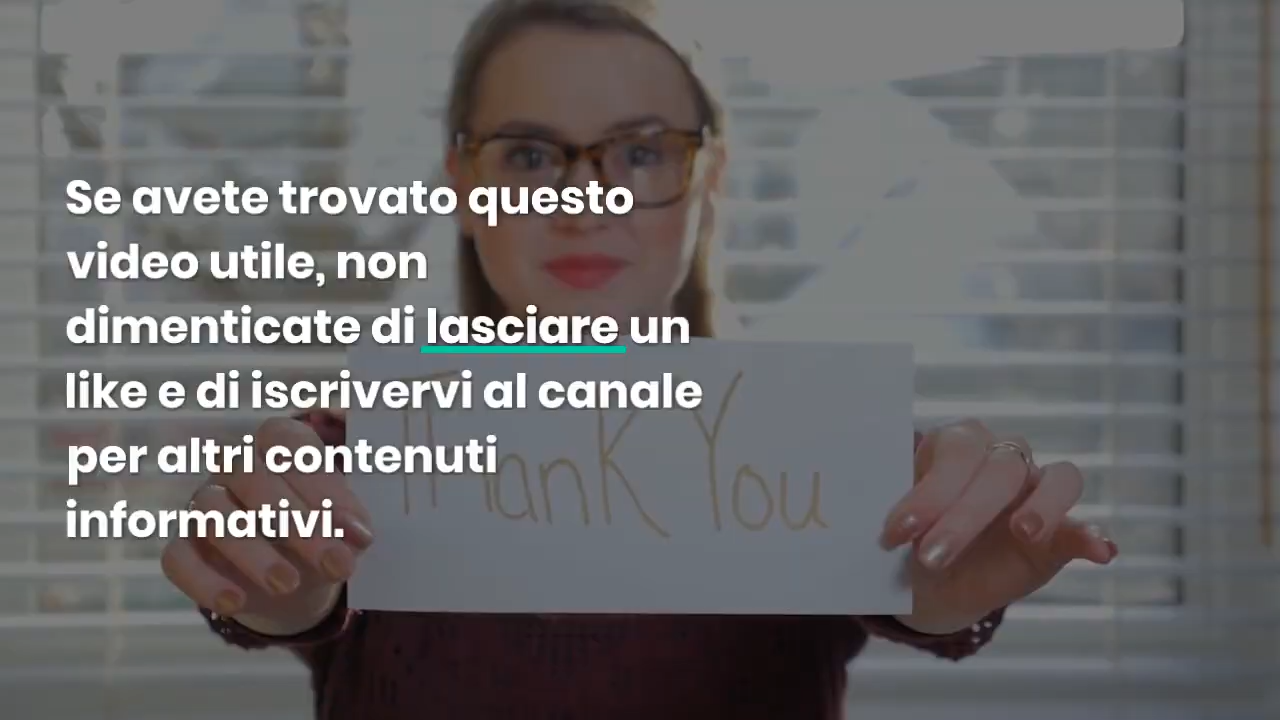 Se avete trovato questo
video utile, non
dimenticate di lasciare un
like e di iscrivervi al canale
per altri contenuti
informativi.
Thank You